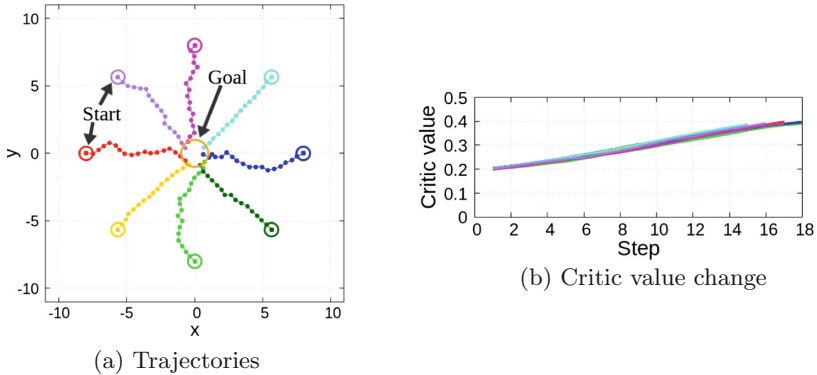 10
5
0
-5
-10
y
Start
Goal
-10 -5 0 5 10
x
(a) Trajectories
0.5
0.4
0.3
0.2
0.1
0
Critic value
0 2 4 6 8 10 12 14 16 18
Step
(b) Critic value change